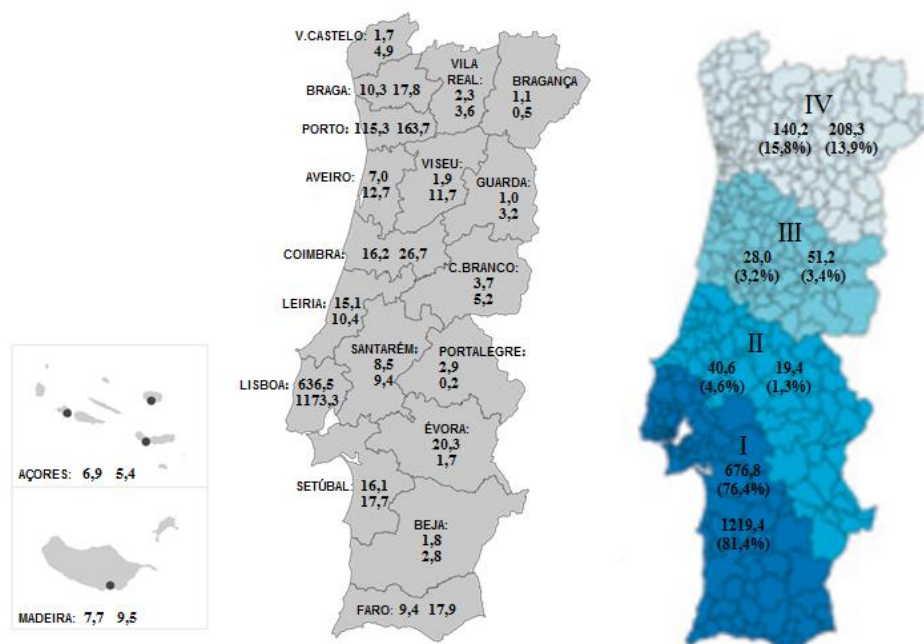 V.CASTELO: 1,7
4,9
BRAGA: 10,3 17,8
VILA
REAL:
2,3
3,6
BRAGANÇA
1,1
0,5
PORTO: 115,3 163,7
AVEIRO: 7,0
12,7
VISEU:
1,9
11,7
GUARDA:
1,0
3,2
COIMBRA: 16,2 26,7
C.BRANCO:
3,7
5,2
LEIRIA: 15,1
10,4
SANTARÉM:
8,5
9,4
PORTALEGRE:
2,9
0,2
LISBOA: 636,5
1173,3
ÉVORA:
20,3
1,7
SETÚBAL: 16,1
17,7
BEJA:
1,8
2,8
FARO: 9,4 17,9
AÇORES: 6,9 5,4
MADEIRA: 7,7 9,5
IV
140,2 208,3
(15,8%) (13,9%)
III
28,0 51,2
(3,2%) (3,4%)
II
40,6 19,4
(4,6%) (1,3%)
I
676,8
(76,4%)
1219,4
(81,4%)